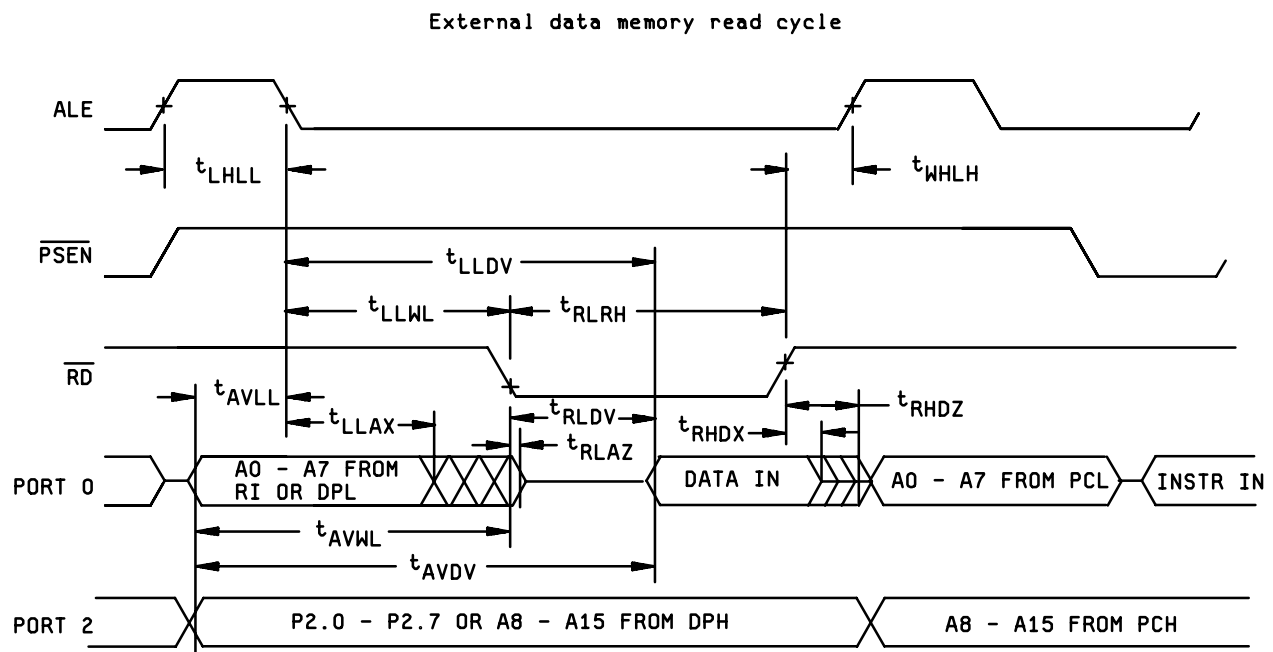 External data memory read cycle
ALE
tLHLL
tWHLH
PSEN
tLLDV
tLLWL
tRLRH
RD
tAVLL
tLLAX
tRLDV
tRHDZ
tRHDX
tRLAZ
PORT 0
A0 - A7 FROM
RI OR DPL
DATA IN
A0 - A7 FROM PCL
INSTR IN
tAVWL
tAVDV
PORT 2
P2.0 - P2.7 OR A8 - A15 FROM DPH
A8 - A15 FROM PCH